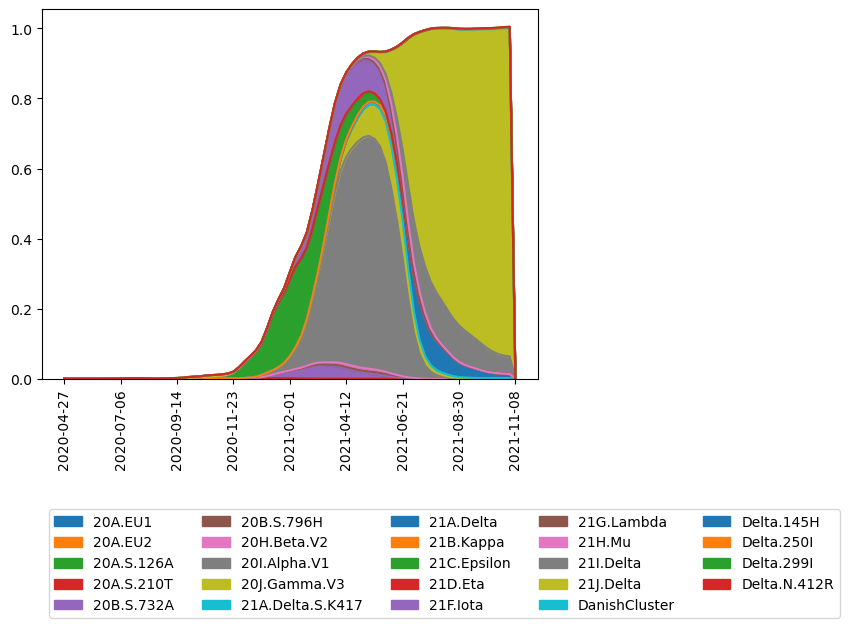 1.0
0.8
0.6
0.4
0.2
0.0
2020-04-27
2020-07-06
2020-09-14
2020-11-23
2021-02-01
2021-04-12
2021-06-21
2021-08-30
2021-11-08
20A.EU1
20A.EU2
20A.S.126A
20A.S.210T
20B.S.732A
20B.S.796H
20H.Beta.V2
20I.Alpha.V1
20J.Gamma.V3
21A.Delta.S.K417
21A.Delta
21B.Kappa
21C.Epsilon
21D.Eta
21F.Iota
21G.Lambda
21H.Mu
21I.Delta
21J.Delta
DanishCluster
Delta.145H
Delta.250I
Delta.299I
Delta.N.412R